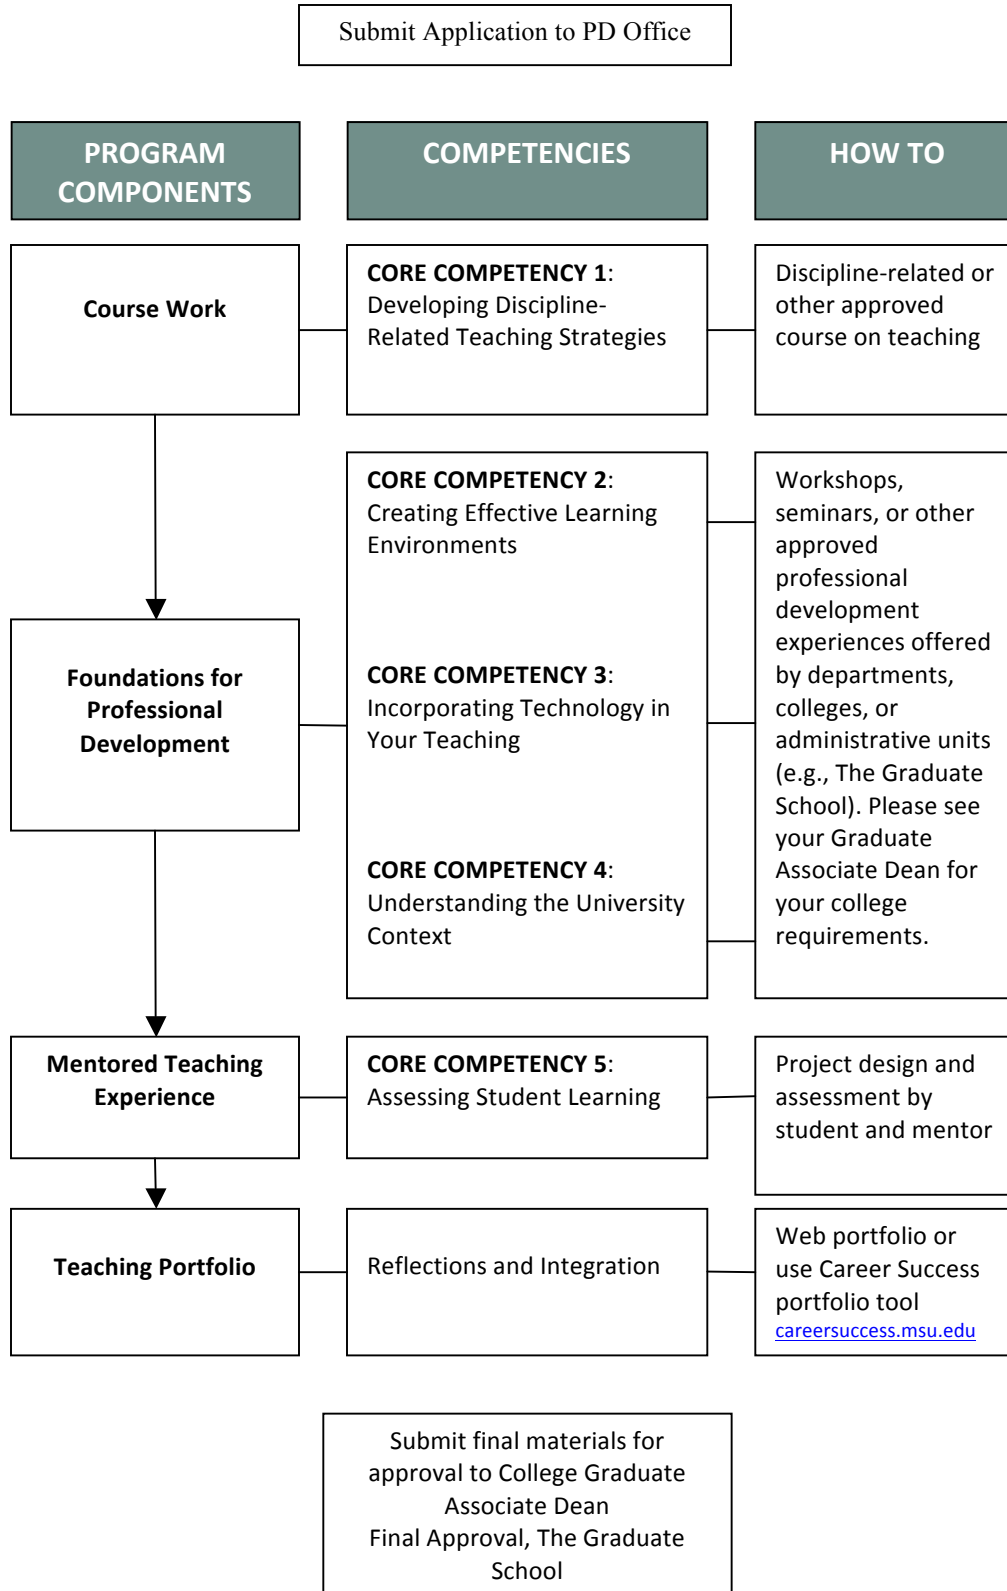 Submit Application to PD Office
PROGRAM
COMPONENTS
COMPETENCIES
HOW TO
Course Work
CORE COMPETENCY 1:
Developing Discipline-
Related Teaching Strategies
Discipline-related or
other approved
course on teaching
Foundations for
Professional
Development
CORE COMPETENCY 2:
Creating Effective Learning
Environments
CORE COMPETENCY 3:
Incorporating Technology in
Your Teaching
CORE COMPETENCY 4:
Understanding the University
Context
Workshops,
seminars, or other
approved
professional
development
experiences offered
by departments,
colleges, or
administrative units
(e.g., The Graduate
School). Please see
your Graduate
Associate Dean for
your college
requirements.
Mentored Teaching
Experience
CORE COMPETENCY 5:
Assessing Student Learning
Project design and
assessment by
student and mentor
Teaching Portfolio
Reflections and Integration
Web portfolio or
use Career Success
portfolio tool
careersuccess.msu.edu
Submit final materials for
approval to College Graduate
Associate Dean
Final Approval, The Graduate
School